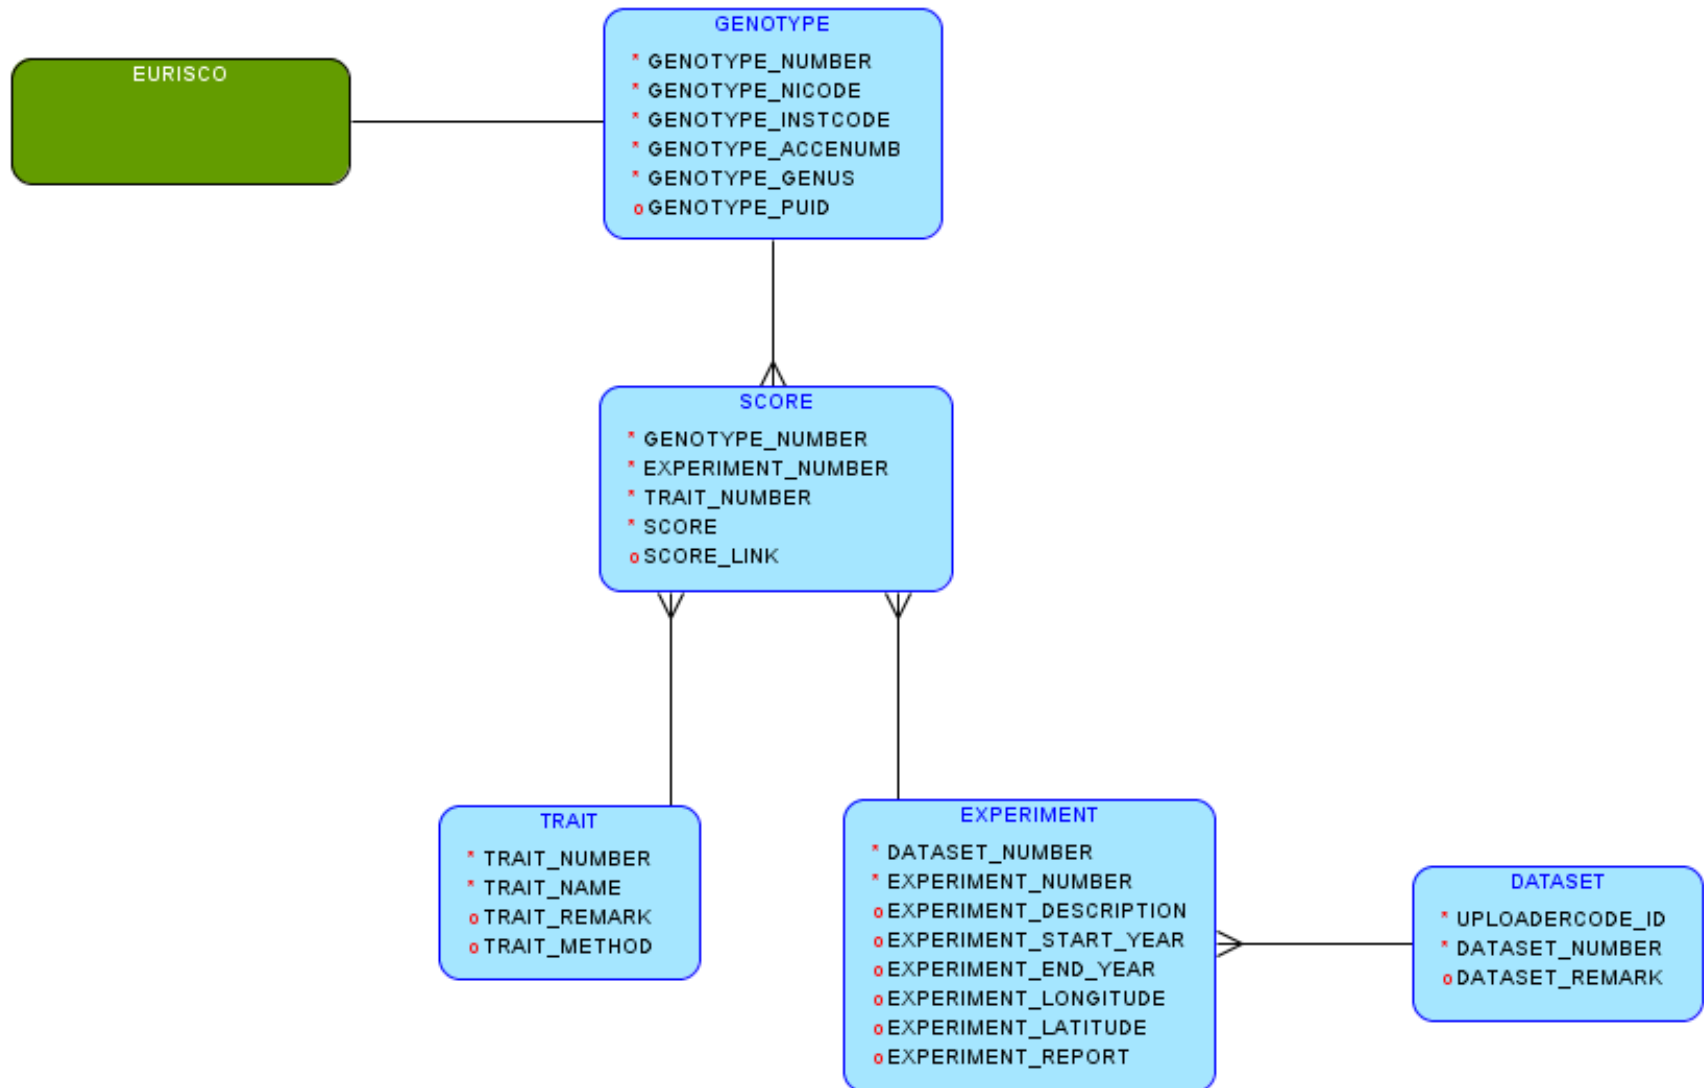 GENOTYPE
* GENOTYPE_NUMBER
* GENOTYPE_NICODE
* GENOTYPE_INSTCODE
* GENOTYPE_ACCENUMB
* GENOTYPE_GENUS
o GENOTYPE_PUID
EURISCO
SCORE
* GENOTYPE_NUMBER
* EXPERIMENT_NUMBER
* TRAIT_NUMBER
* SCORE
o SCORE_LINK
TRAIT
* TRAIT_NUMBER
* TRAIT_NAME
o TRAIT_REMARK
o TRAIT_METHOD
EXPERIMENT
* DATASET_NUMBER
* EXPERIMENT_NUMBER
o EXPERIMENT_DESCRIPTION
o EXPERIMENT_START_YEAR
o EXPERIMENT_END_YEAR
o EXPERIMENT_LONGITUDE
o EXPERIMENT_LATITUDE
o EXPERIMENT_REPORT
DATASET
* UPLOADERCODE_ID
* DATASET_NUMBER
o DATASET_REMARK